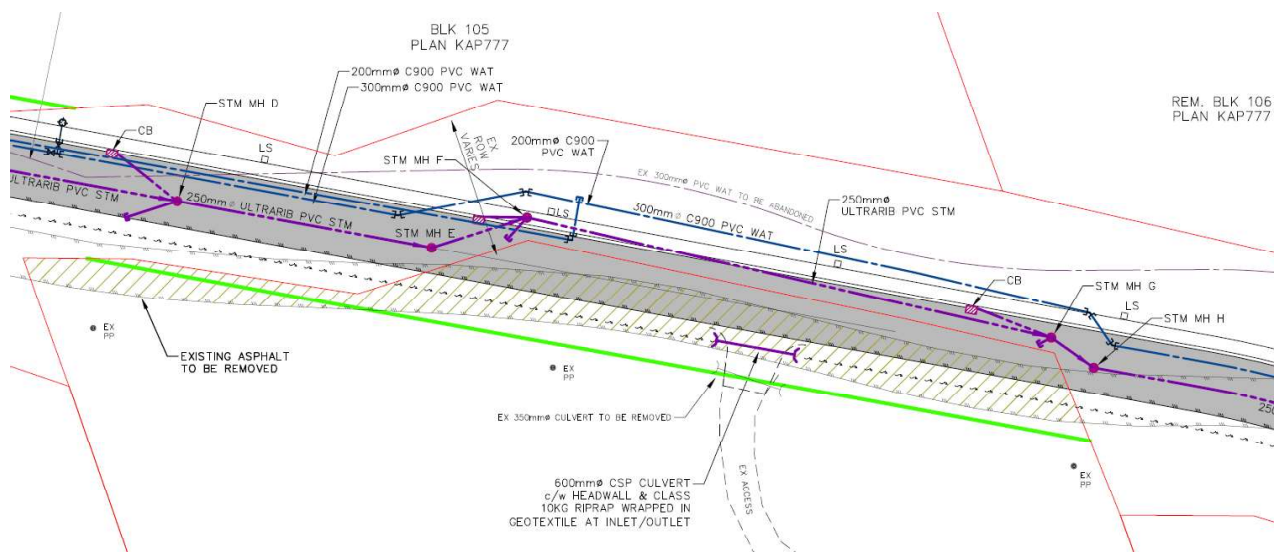 BLK 105
PLAN KAP777
200mmø C900 PVC WAT
300mmø C900 PVC WAT
STM MH D
CB
LS
EX
ROW
VARIES
STM MH F
200mmø C900
PVC WAT
REM. BLK 106
PLAN KAP777
EX 300mmø PVC WAT TO BE ABANDONED
250mmø
ULTRARIB PVC STM
LS
300mmø C900 PVC WAT
ULTRARIB PVC STM
250mmø ULTRARIB PVC STM
STM MH E
LS
CB
STM MH G
LS
STM MH H
EX
PP
EXISTING ASPHALT
TO BE REMOVED
EX
PP
250
EX 350mmø CULVERT TO BE REMOVED
600mmø CSP CULVERT
c/w HEADWALL & CLASS
10KG RIPRAP WRAPPED IN
GEOTEXTILE AT INLET/OUTLET
EX ACCESS
EX
PP